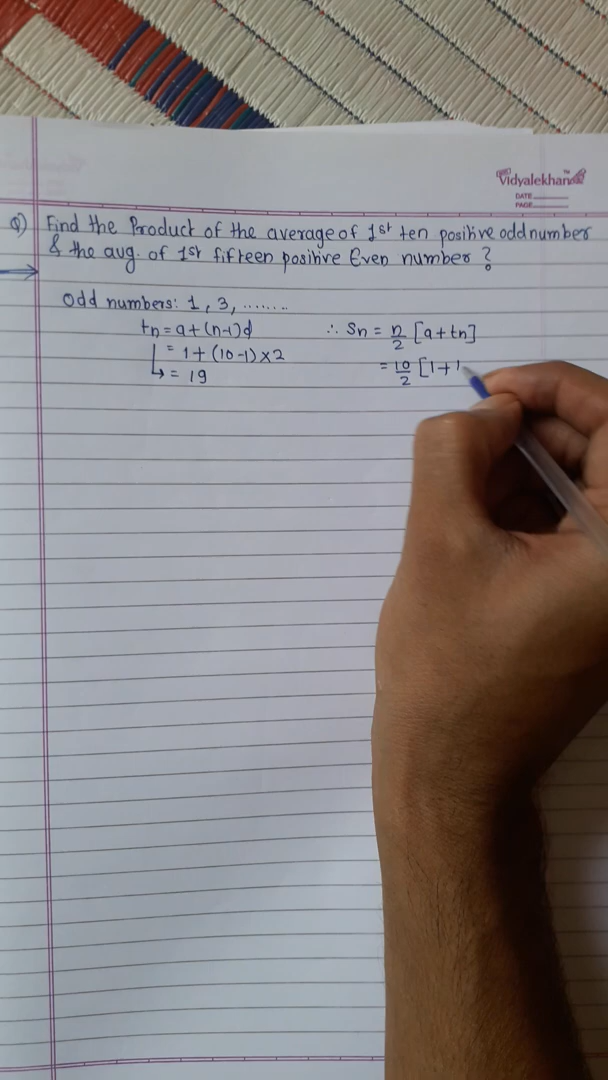 Vidyalekhan
DATE
PAGE
Q) Find the Product of the average of 1st ten positive odd number
& the avg. of 1st fifteen positive Even number ?
Odd numbers: 1, 3, ........
tn = a + (n-1)d
= 1 + (10-1) × 2
= 19
∴ Sn = n/2 [a + tn]
= 10/2 [1 + 1